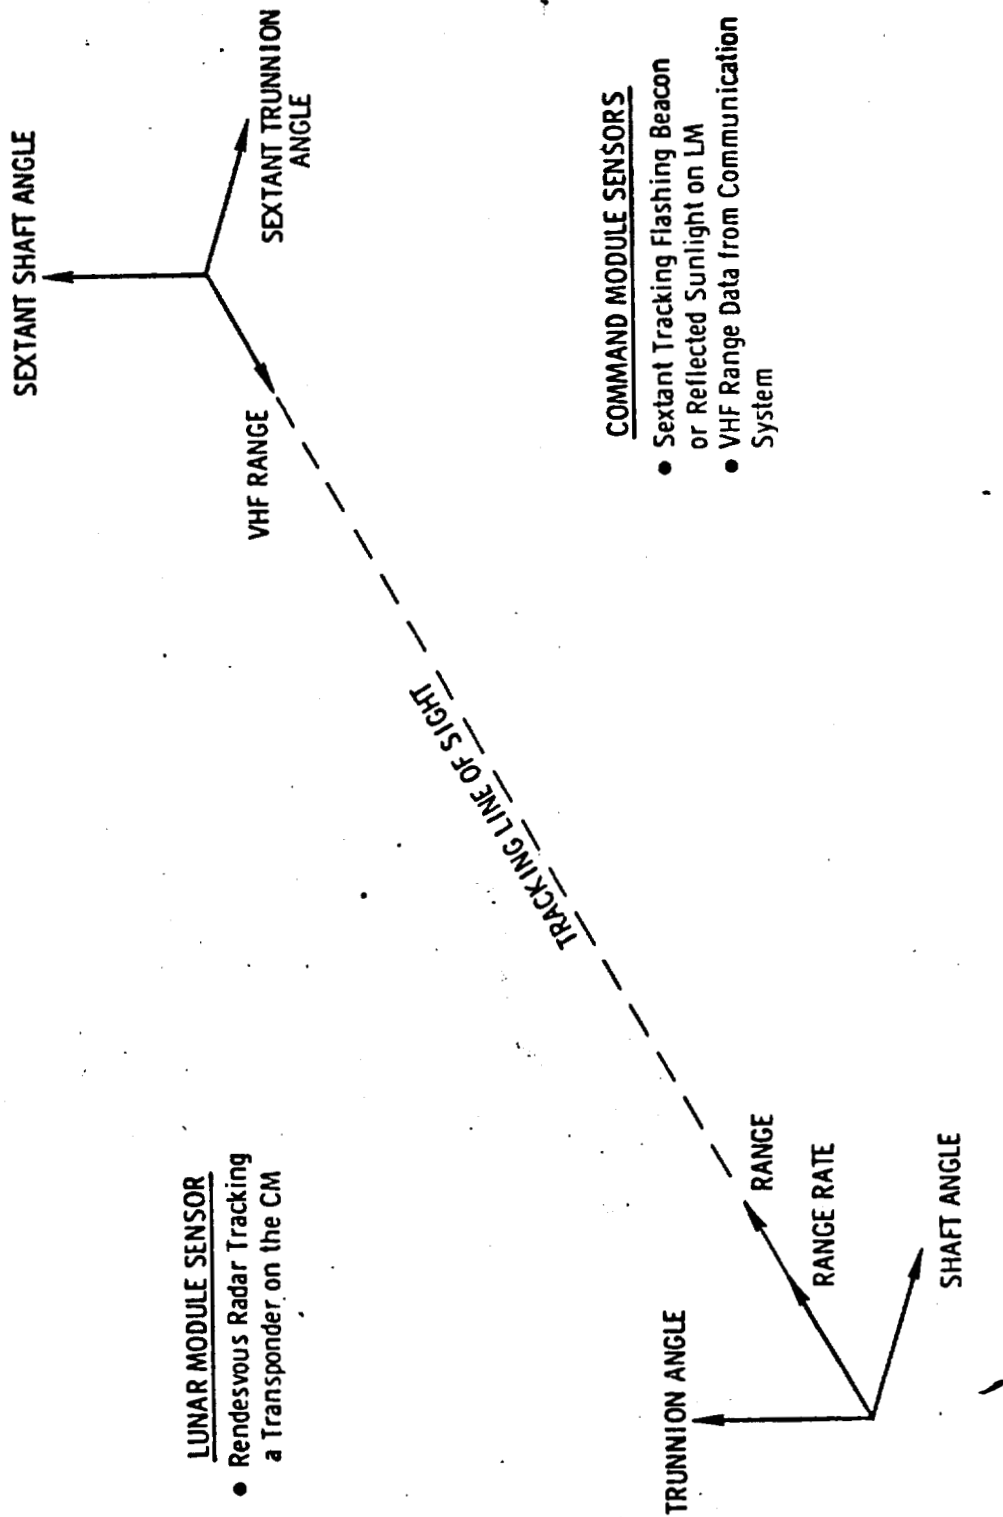 LUNAR MODULE SENSOR
● Rendesvous Radar Tracking
a Transponder on the CM
SEXTANT SHAFT ANGLE
SEXTANT TRUNNION
ANGLE
VHF RANGE
TRACKING LINE OF SIGHT
TRUNNION ANGLE
RANGE
RANGE RATE
SHAFT ANGLE
COMMAND MODULE SENSORS
● Sextant Tracking Flashing Beacon
or Reflected Sunlight on LM
● VHF Range Data from Communication
System